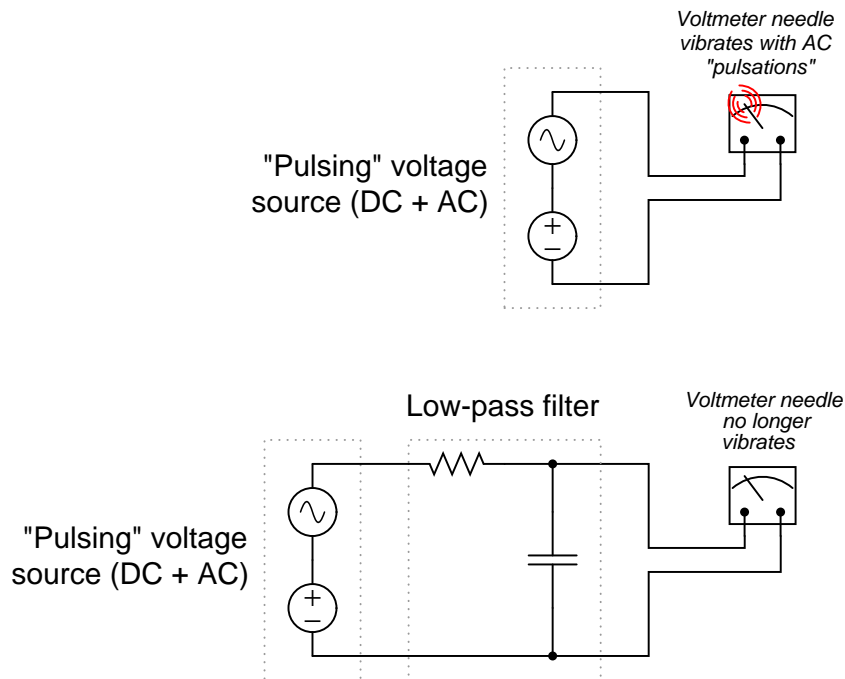 Voltmeter needle
vibrates with AC
"pulsations"
"Pulsing" voltage
source (DC + AC)
Low-pass filter
Voltmeter needle
no longer
vibrates
"Pulsing" voltage
source (DC + AC)